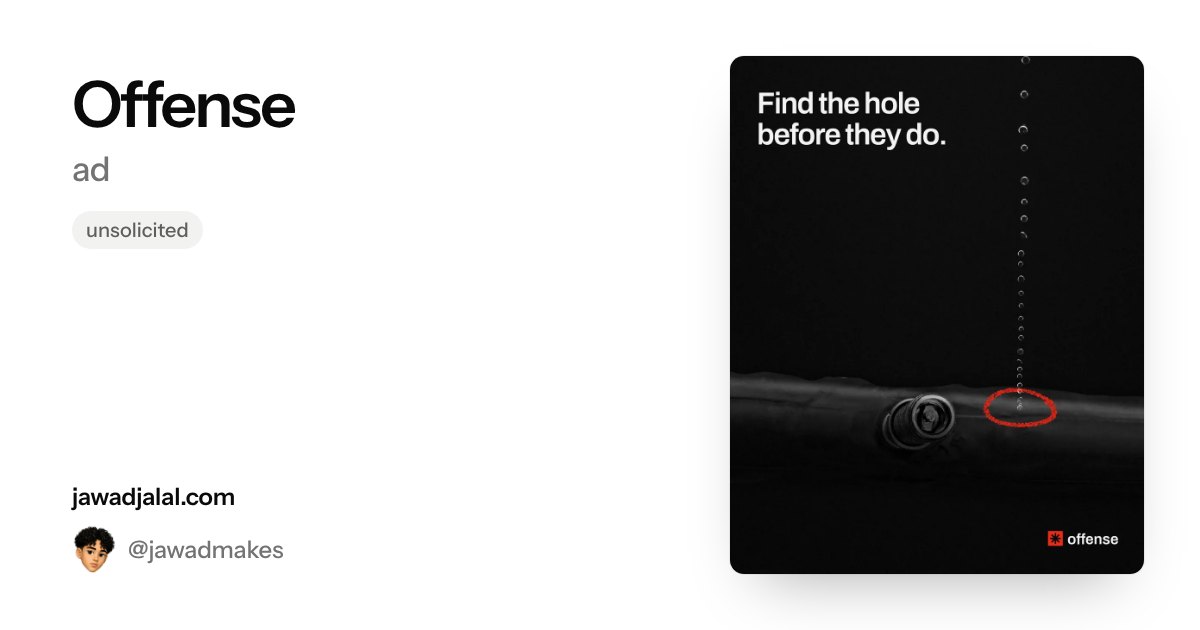 Offense
ad
unsolicited
jawadjalal.com
@jawadmakes
Find the hole
before they do.
offense